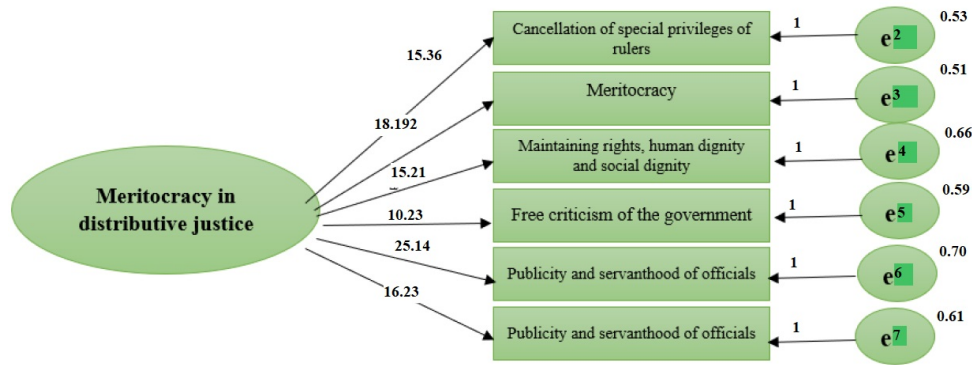 0.53
1
Cancellation of special privileges of
rulers
e2
15.36
0.51
1
Meritocracy
e3
18.192
0.66
1
Maintaining rights, human dignity
and social dignity
e4
15.21
Meritocracy in
distributive justice
0.59
1
Free criticism of the government
e5
10.23
25.14
0.70
1
Publicity and servanthood of officials
e6
16.23
0.61
1
Publicity and servanthood of officials
e7